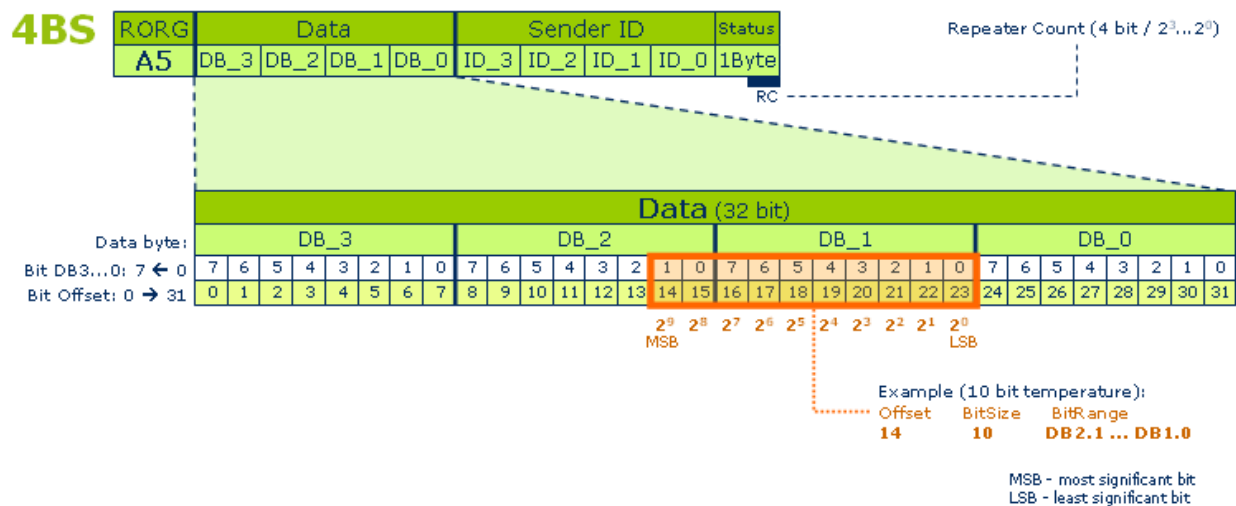 4BS RORG Data Sender ID Status Repeater Count (4 bit / 2³...2⁰)
A5 DB_3 DB_2 DB_1 DB_0 ID_3 ID_2 ID_1 ID_0 1Byte
RC
Data (32 bit)
Data byte: DB_3 DB_2 DB_1 DB_0
Bit DB3...0: 7 ← 0 7 6 5 4 3 2 1 0 7 6 5 4 3 2 1 0 7 6 5 4 3 2 1 0 7 6 5 4 3 2 1 0
Bit Offset: 0 → 31 0 1 2 3 4 5 6 7 8 9 10 11 12 13 14 15 16 17 18 19 20 21 22 23 24 25 26 27 28 29 30 31
2⁹ 2⁸ 2⁷ 2⁶ 2⁵ 2⁴ 2³ 2² 2¹ 2⁰
MSB LSB
Example (10 bit temperature):
Offset BitSize BitRange
14 10 DB2.1 ... DB1.0
MSB - most significant bit
LSB - least significant bit